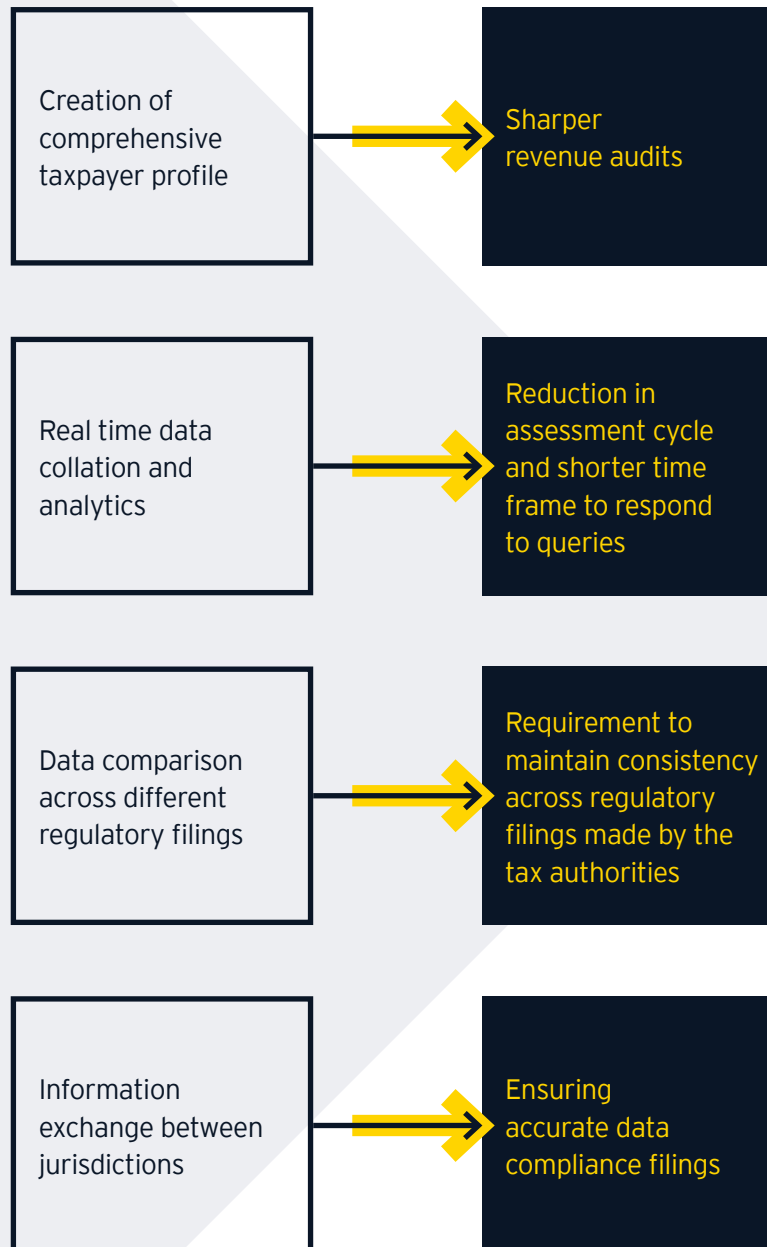 Creation of
comprehensive
taxpayer profile
Sharper
revenue audits
Real time data
collation and
analytics
Reduction in
assessment cycle
and shorter time
frame to respond
to queries
Data comparison
across different
regulatory filings
Requirement to
maintain consistency
across regulatory
filings made by the
tax authorities
Information
exchange between
jurisdictions
Ensuring
accurate data
compliance filings